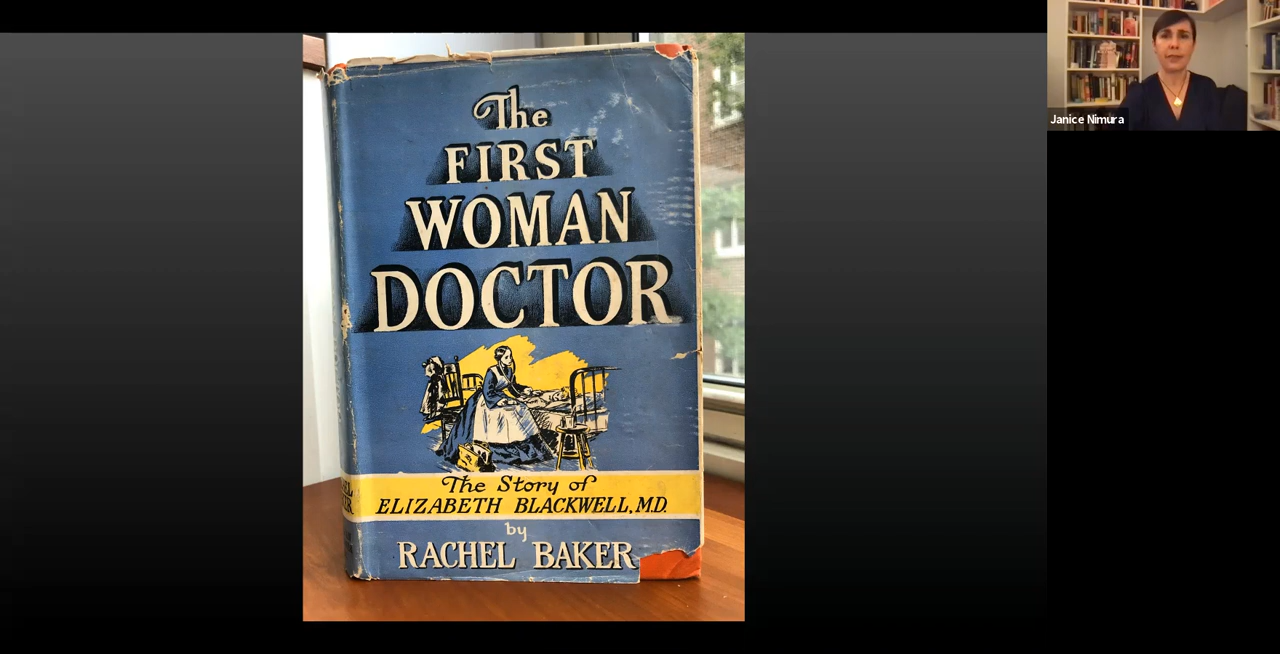 The
FIRST
WOMAN
DOCTOR
The Story of
ELIZABETH BLACKWELL, M.D.
by
RACHEL BAKER
Janice Nimura